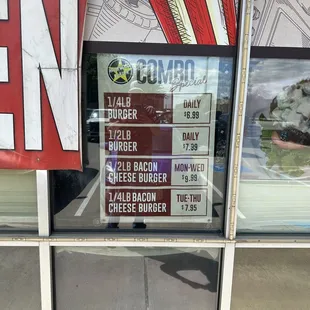 EN
COMBO
Special
1/4LB
BURGER
DAILY
$6.99
1/2LB
BURGER
DAILY
$7.99
1/2LB BACON
CHEESE BURGER
MON-WED
$9.99
1/4LB BACON
CHEESE BURGER
TUE-THU
$7.95